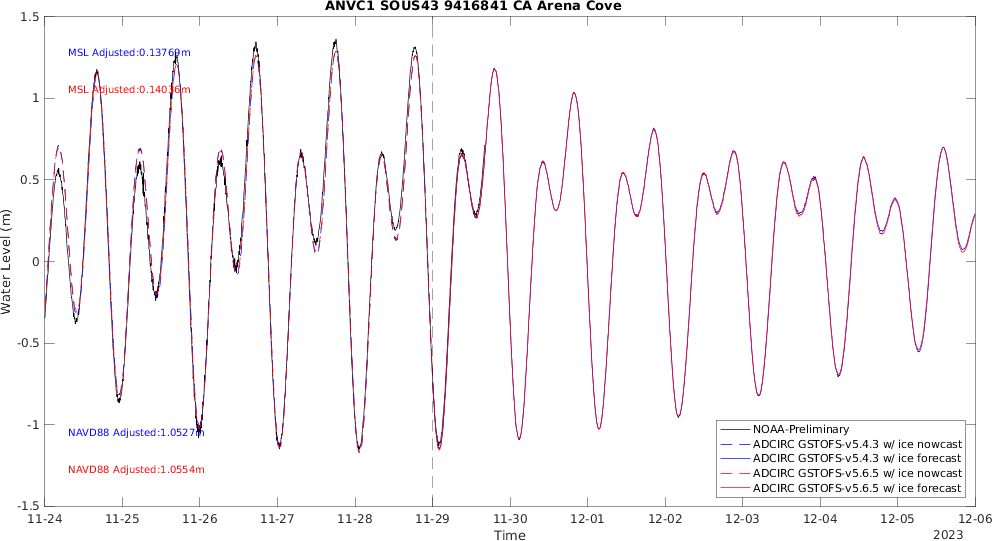 ANVC1 SOUS43 9416841 CA Arena Cove
1.5
1
0.5
0
-0.5
-1
-1.5
Water Level (m)
MSL Adjusted:0.13769m
MSL Adjusted:0.14036m
NAVD88 Adjusted:1.0527m
NAVD88 Adjusted:1.0554m
NOAA-Preliminary
ADCIRC GSTOFS-v5.4.3 w/ ice nowcast
ADCIRC GSTOFS-v5.4.3 w/ ice forecast
ADCIRC GSTOFS-v5.6.5 w/ ice nowcast
ADCIRC GSTOFS-v5.6.5 w/ ice forecast
11-24 11-25 11-26 11-27 11-28 11-29 11-30 12-01 12-02 12-03 12-04 12-05 12-06
Time
2023